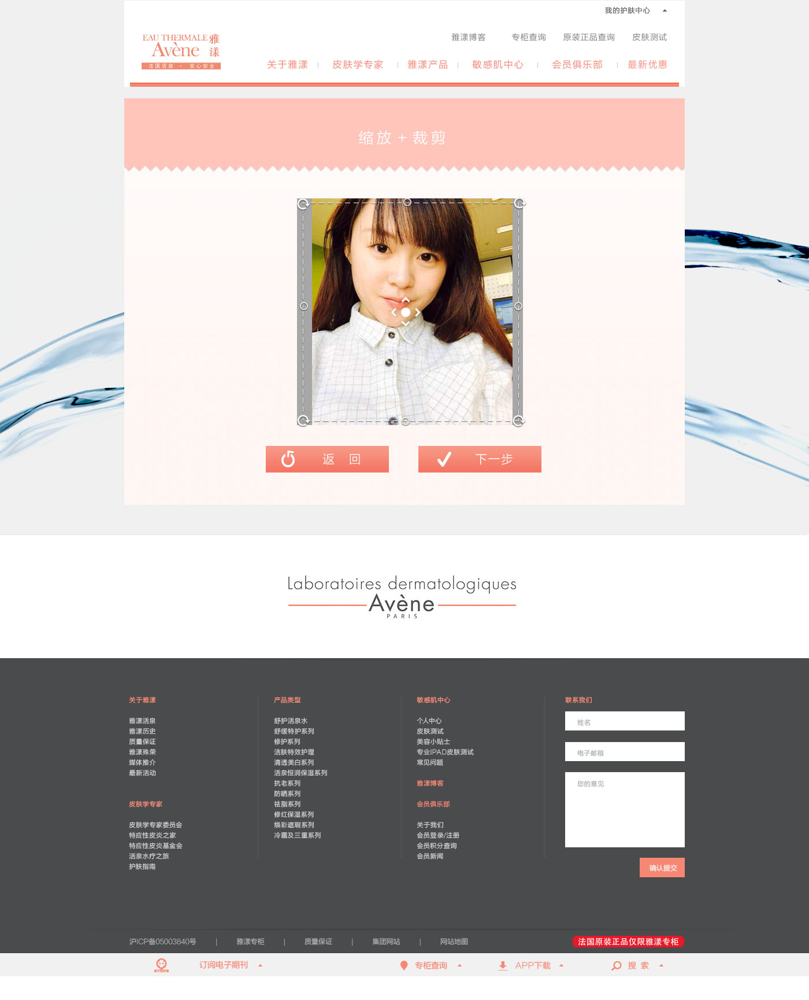 我的护肤中心
雅漾博客 专柜查询 原装正品查询 皮肤测试
EAU THERMALE 雅漾
Avène
法国活泉 · 安心安全
关于雅漾 皮肤学专家 雅漾产品 敏感肌中心 会员俱乐部 最新优惠
缩放+裁剪
返 回 下一步
Laboratoires dermatologiques
Avène
PARIS
关于雅漾
雅漾活泉
雅漾历史
质量保证
雅漾殊荣
媒体推介
最新活动
皮肤学专家
皮肤学专家委员会
特应性皮炎之家
特应性皮炎基金会
活泉水疗之旅
护肤指南
产品类型
舒护活泉水
舒缓特护系列
修护系列
洁肤特效护理
清透美白系列
活泉恒润保湿系列
抗老系列
防晒系列
祛脂系列
修红保湿系列
焕彩遮瑕系列
冷霜及三重系列
敏感肌中心
个人中心
皮肤测试
美容小贴士
专业IPAD皮肤测试
常见问题
雅漾博客
会员俱乐部
关于我们
会员登录/注册
会员积分查询
会员新闻
联系我们
姓名
电子邮箱
您的意见
确认提交
沪ICP备05003840号 | 雅漾专柜 | 质量保证 | 集团网站 | 网站地图
法国原装正品仅限雅漾专柜
订阅电子期刊 专柜查询 APP下载 搜 索